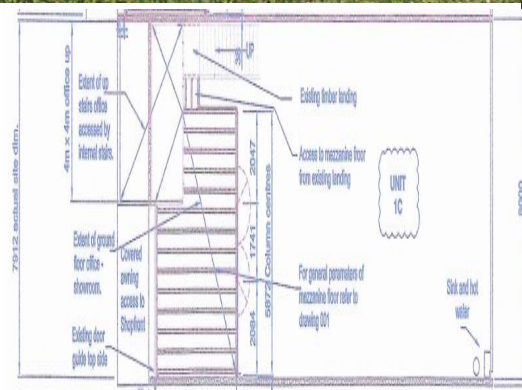 UP
Extent of up
stairs office
accessed by
internal stairs.
4m x 4m office up
7912 actual site dim.
Existing timber landing
Access to mezzanine floor
from existing landing
UNIT
1C
2047
1741
2084
5872 Column centres
Extent of ground
floor office -
showroom.
Covered
awning
access to
Shopfront
For general parameters of
mezzanine floor refer to
drawing 001
Sink and hot
water
Existing door
guide top side